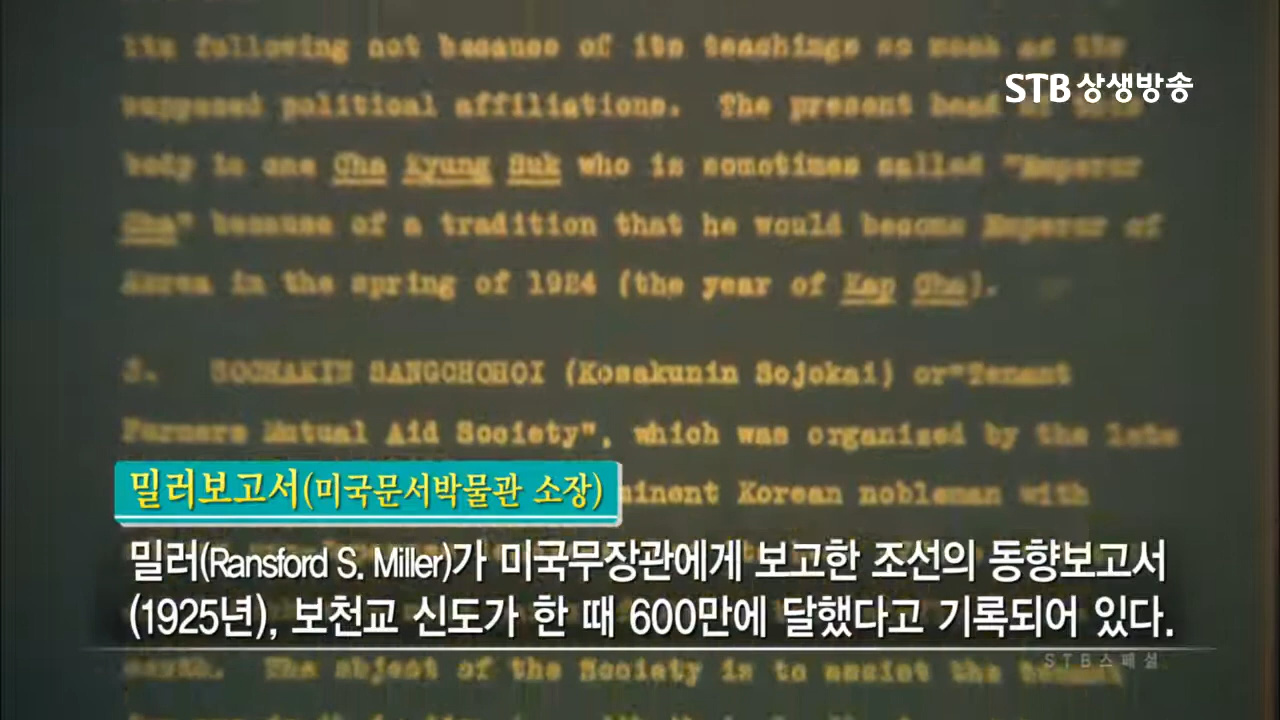 its following not because of its teachings so much as its
supposed political affiliations. The present head of this
STB 상생방송
body is one Cha Kyung Suk who is sometimes called "Emperor
Cha" because of a tradition that he would become Emperor of
Korea in the spring of 1924 (the year of Kap Cha).
3. SOCHAKIN SANGCHOHOI (Kosakunin Sojokai) or "Tenant
Farmers Mutual Aid Society", which was organized by the late
밀러보고서(미국문서박물관 소장)
Korean nobleman with
밀러(Ransford S. Miller)가 미국무장관에게 보고한 조선의 동향보고서
(1925년), 보천교 신도가 한 때 600만에 달했다고 기록되어 있다.
STB스페셜
The object of the Society is to assist the